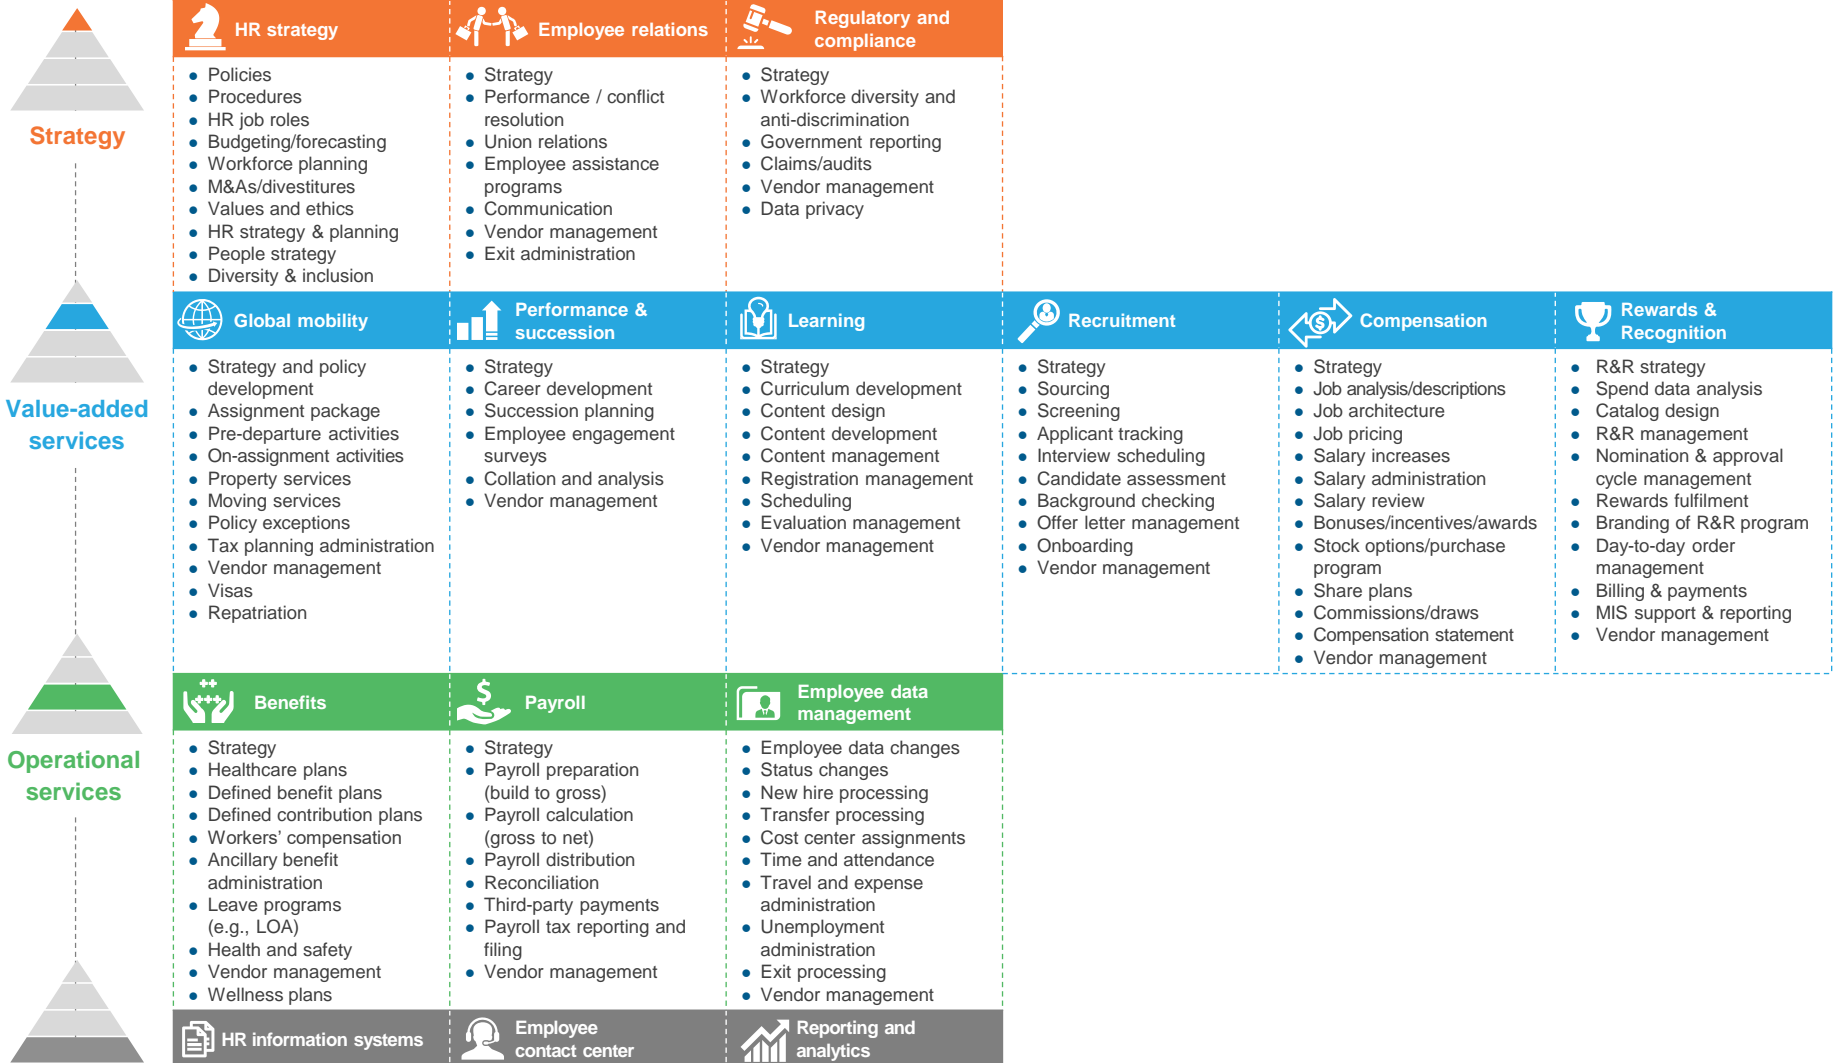 Strategy
HR strategy
Policies
Procedures
HR job roles
Budgeting/forecasting
Workforce planning
M&As/divestitures
Values and ethics
HR strategy & planning
People strategy
Diversity & inclusion
Employee relations
Strategy
Performance / conflict
resolution
Union relations
Employee assistance
programs
Communication
Vendor management
Exit administration
Regulatory and
compliance
Strategy
Workforce diversity and
anti-discrimination
Government reporting
Claims/audits
Vendor management
Data privacy
Value-added
services
Global mobility
Strategy and policy
development
Assignment package
Pre-departure activities
On-assignment activities
Property services
Moving services
Policy exceptions
Tax planning administration
Vendor management
Visas
Repatriation
Performance &
succession
Strategy
Career development
Succession planning
Employee engagement
surveys
Collation and analysis
Vendor management
Learning
Strategy
Curriculum development
Content design
Content development
Content management
Registration management
Scheduling
Evaluation management
Vendor management
Recruitment
Strategy
Sourcing
Screening
Applicant tracking
Interview scheduling
Candidate assessment
Background checking
Offer letter management
Onboarding
Vendor management
Compensation
Strategy
Job analysis/descriptions
Job architecture
Job pricing
Salary increases
Salary administration
Salary review
Bonuses/incentives/awards
Stock options/purchase
program
Share plans
Commissions/draws
Compensation statement
Vendor management
Rewards &
Recognition
R&R strategy
Spend data analysis
Catalog design
R&R management
Nomination & approval
cycle management
Rewards fulfilment
Branding of R&R program
Day-to-day order
management
Billing & payments
MIS support & reporting
Vendor management
Operational
services
Benefits
Strategy
Healthcare plans
Defined benefit plans
Defined contribution plans
Workers’ compensation
Ancillary benefit
administration
Leave programs
(e.g., LOA)
Health and safety
Vendor management
Wellness plans
Payroll
Strategy
Payroll preparation
(build to gross)
Payroll calculation
(gross to net)
Payroll distribution
Reconciliation
Third-party payments
Payroll tax reporting and
filing
Vendor management
Employee data
management
Employee data changes
Status changes
New hire processing
Transfer processing
Cost center assignments
Time and attendance
Travel and expense
administration
Unemployment
administration
Exit processing
Vendor management
HR information systems
Employee
contact center
Reporting and
analytics